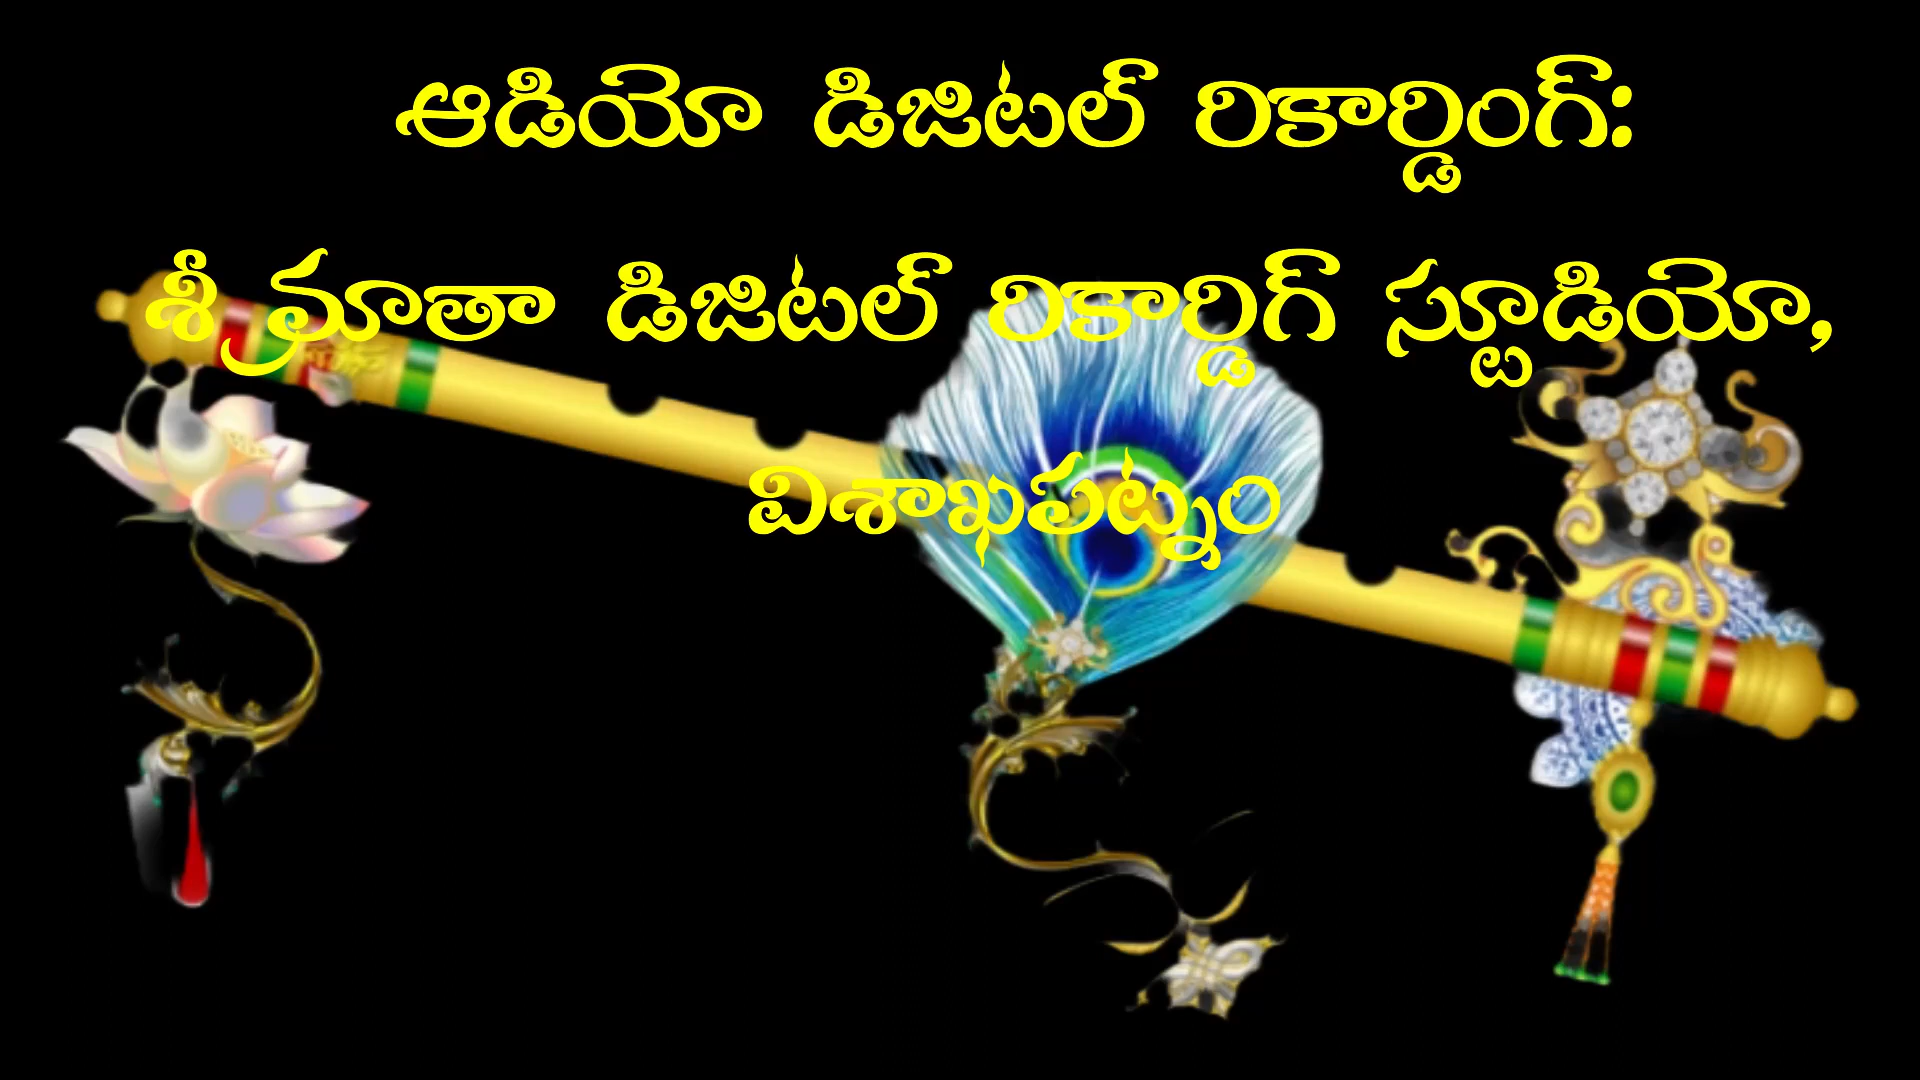 ఆడియో డిజిటల్ రికార్డింగ్:
శ్రీమాతా డిజిటల్ రికార్డిగ్ స్టూడియో,
విశాఖపట్నం